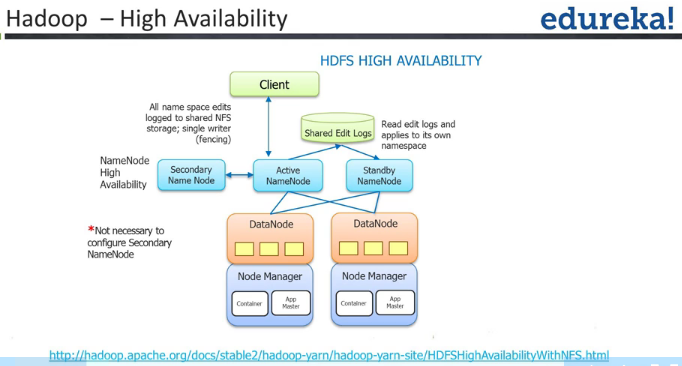 Hadoop – High Availability
edureka!
HDFS HIGH AVAILABILITY
Client
All name space edits
logged to shared NFS
storage; single writer
(fencing)
Shared Edit Logs
Read edit logs and
applies to its own
namespace
NameNode
High
Availability
Secondary
Name Node
Active
NameNode
Standby
NameNode
*Not necessary to
configure Secondary
NameNode
DataNode
DataNode
Node Manager
Node Manager
Container
App
Master
Container
App
Master
http://hadoop.apache.org/docs/stable2/hadoop-yarn/hadoop-yarn-site/HDFSHighAvailabilityWithNFS.html